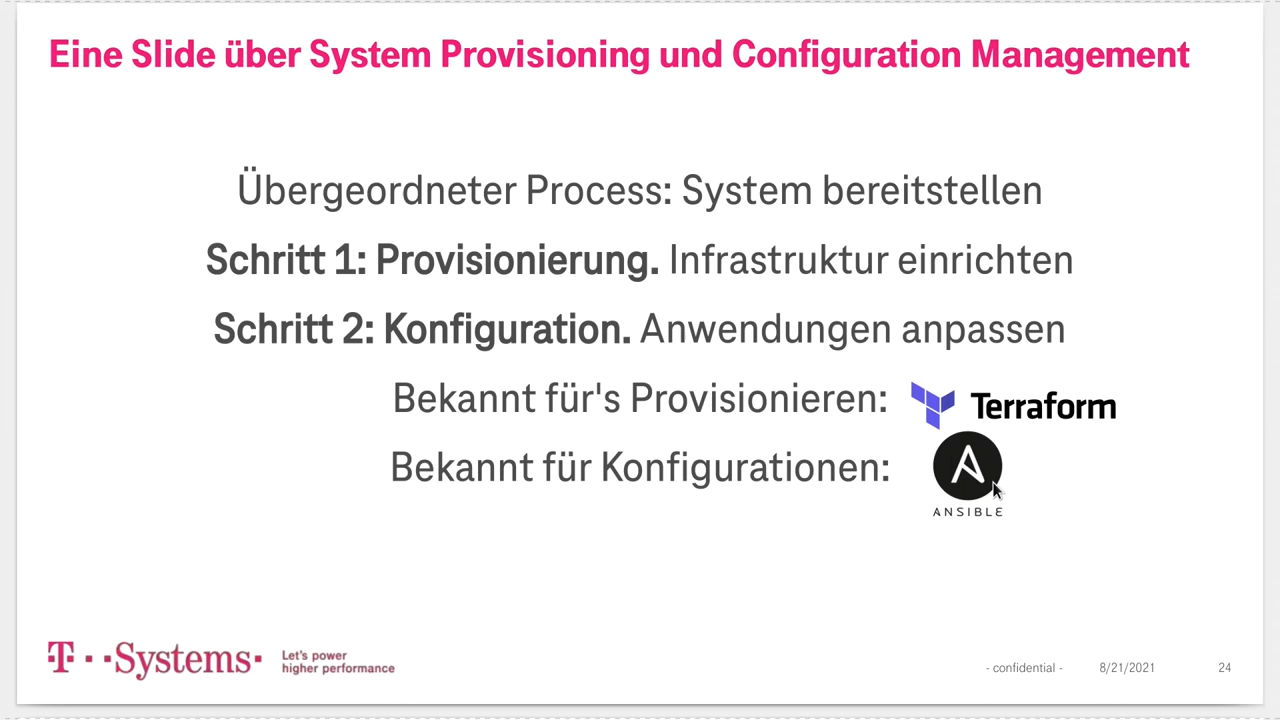 Eine Slide über System Provisioning und Configuration Management
Übergeordneter Process: System bereitstellen
Schritt 1: Provisionierung. Infrastruktur einrichten
Schritt 2: Konfiguration. Anwendungen anpassen
Bekannt für's Provisionieren: Terraform
Bekannt für Konfigurationen:
ANSIBLE
T··Systems·
Let's power
higher performance
- confidential - 8/21/2021 24